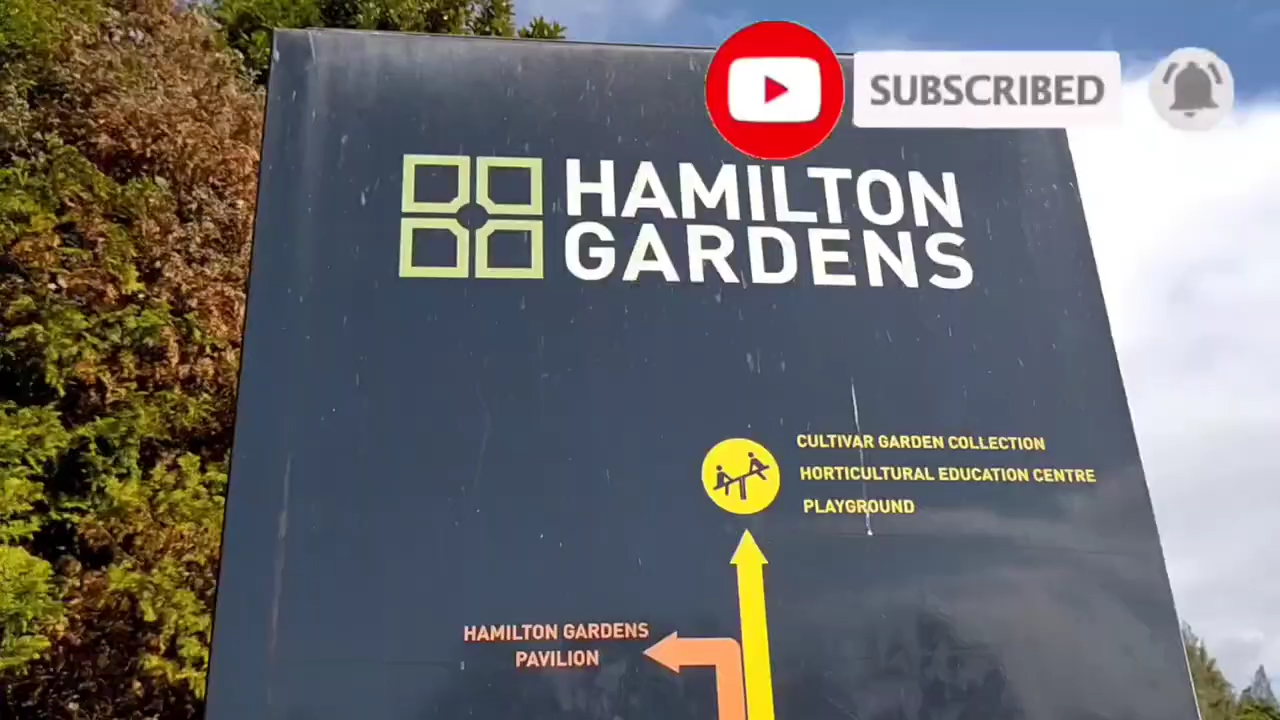 SUBSCRIBED
HAMILTON
GARDENS
CULTIVAR GARDEN COLLECTION
HORTICULTURAL EDUCATION CENTRE
PLAYGROUND
HAMILTON GARDENS
PAVILION